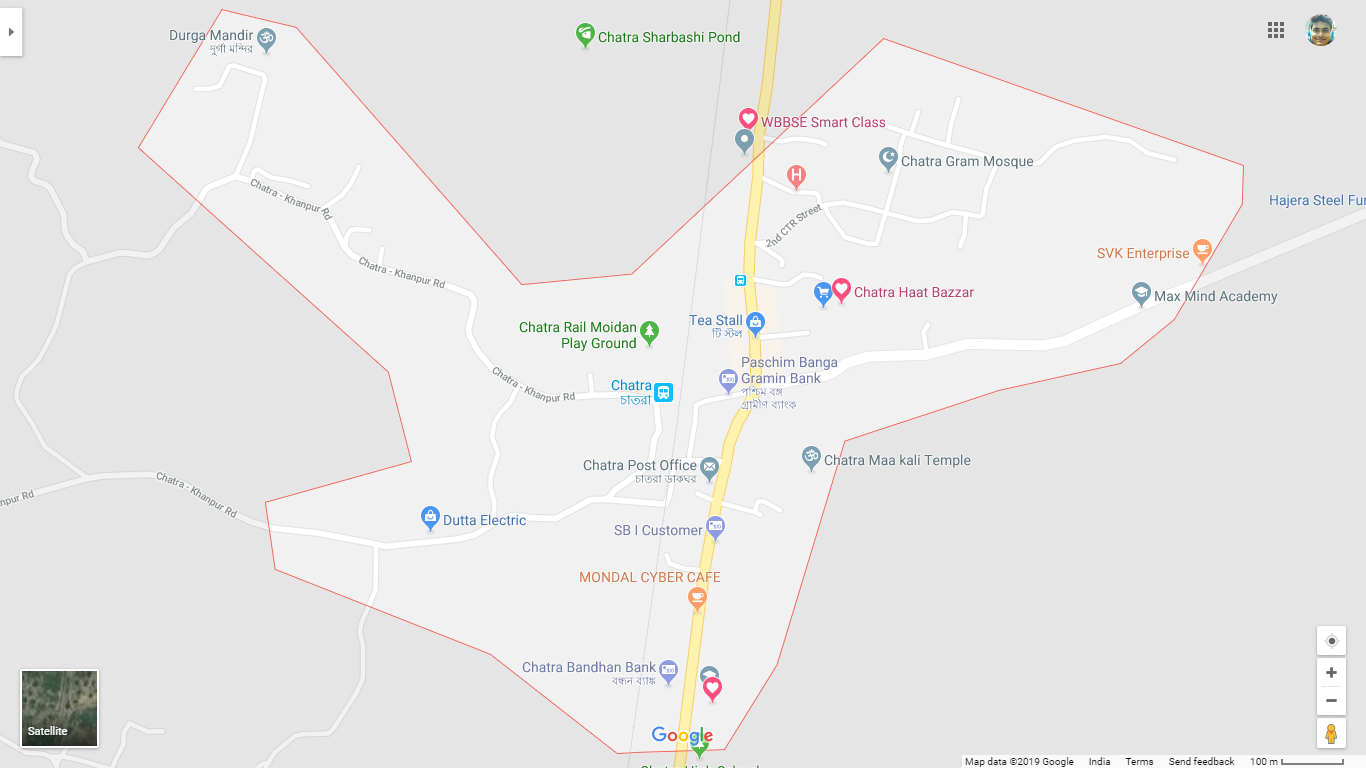 Durga Mandir
দুর্গা মন্দির
Chatra Sharbashi Pond
WBBSE Smart Class
Chatra Gram Mosque
H
Chatra - Khanpur Rd
2nd CTR Street
Hajera Steel Fur
SVK Enterprise
Chatra - Khanpur Rd
Chatra Haat Bazzar
Max Mind Academy
Tea Stall
টি স্টল
Chatra Rail Moidan
Play Ground
Paschim Banga
Gramin Bank
পশ্চিম বঙ্গ
গ্রামীণ ব্যাংক
Chatra
চাতরা
Chatra - Khanpur Rd
Chatra Post Office
চাতরা ডাকঘর
Chatra Maa kali Temple
Chatra - Khanpur Rd
npur Rd
Dutta Electric
SB I Customer
MONDAL CYBER CAFE
Chatra Bandhan Bank
বন্ধন ব্যাঙ্ক
Satellite
Google
Map data ©2019 Google India Terms Send feedback 100 m